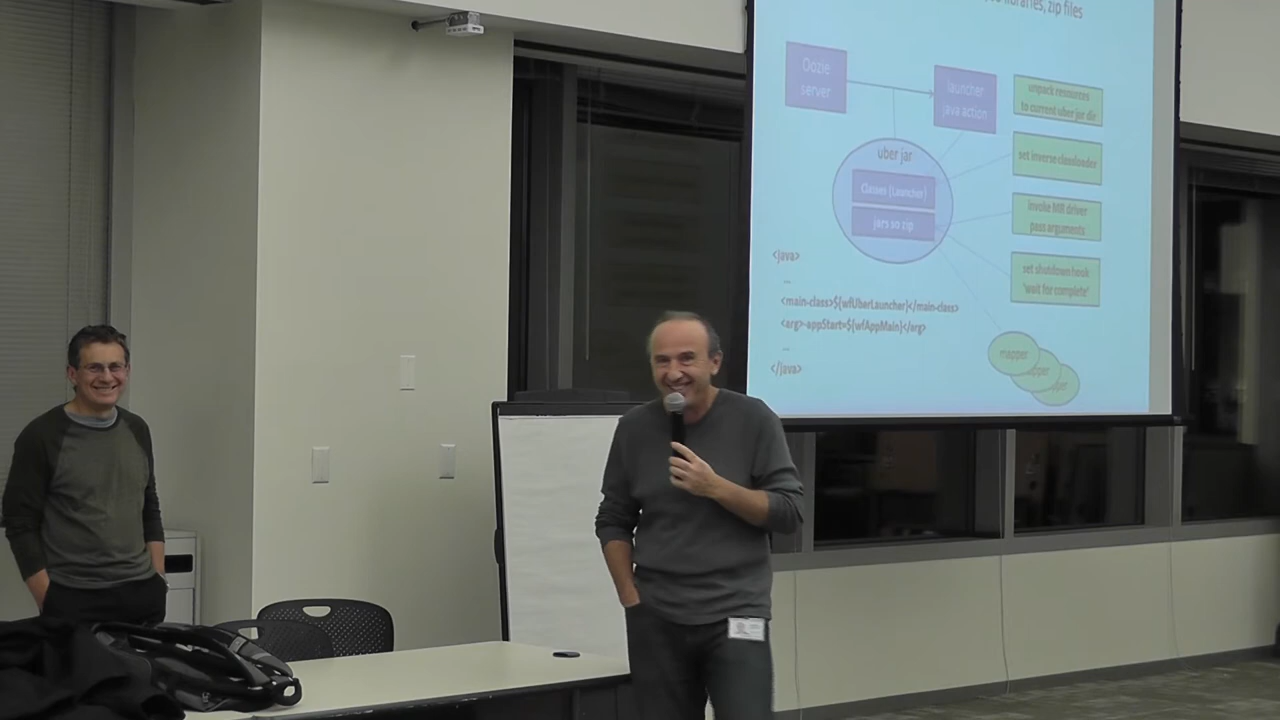 libraries, zip files
Oozie
server
launcher
java action
unpack resources
to current uber jar dir
uber jar
Classes (Launcher)
jars so zip
set inverse classloader
invoke MR driver
pass arguments
set shutdown hook
'wait for complete'
<java>
...
<main-class>${wfUberLauncher}</main-class>
<arg>-appStart=${wfAppMain}</arg>
...
</java>
mapper